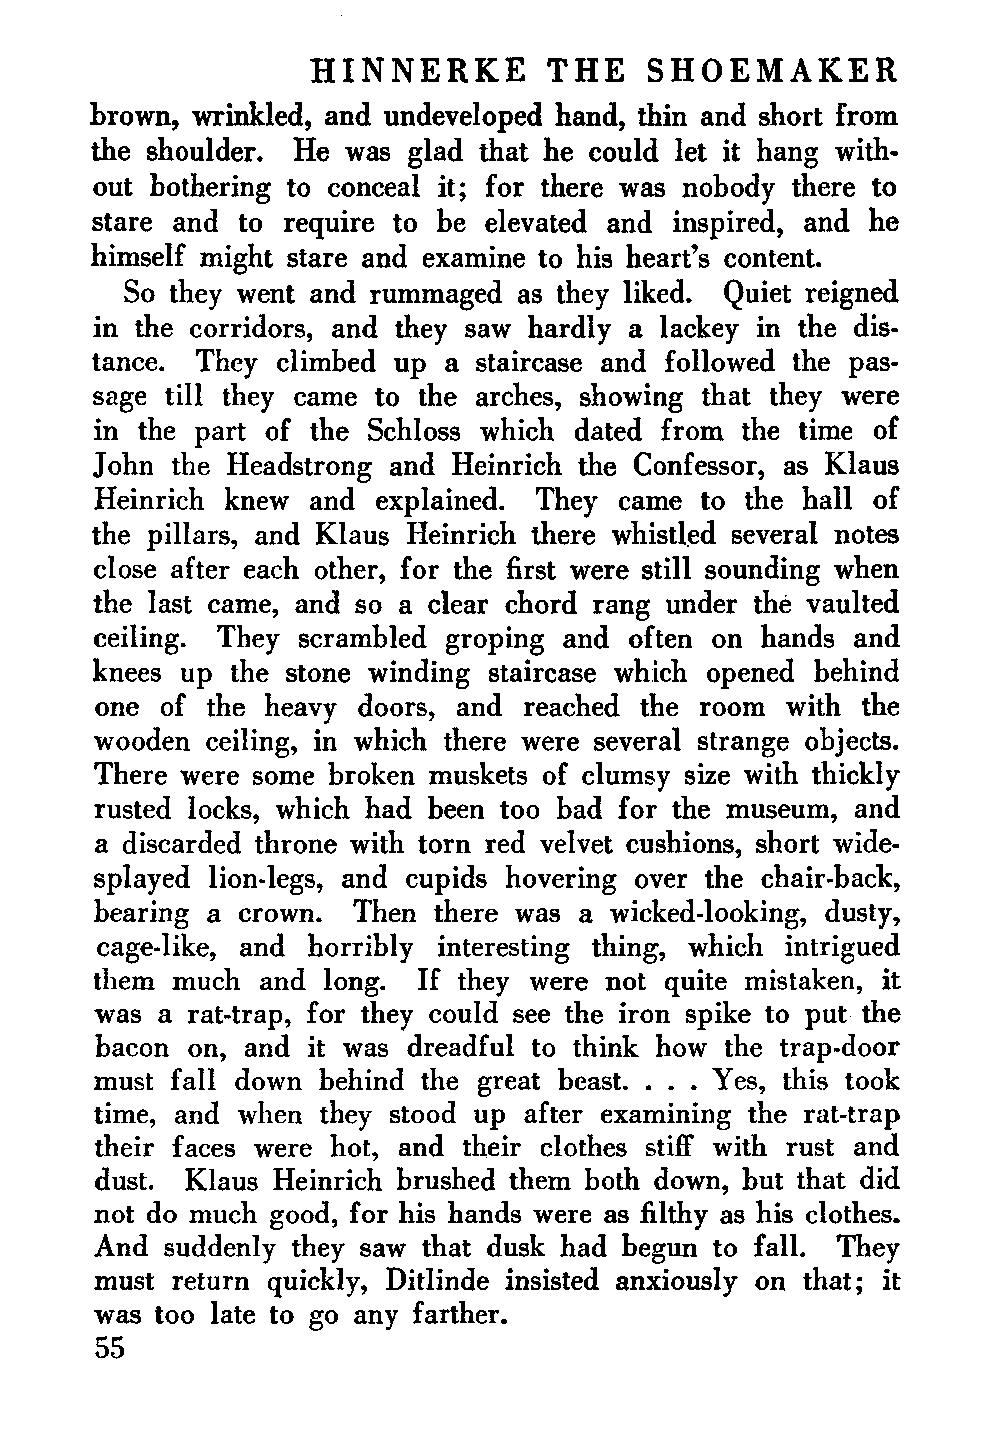 HINNERKE THE SHOEMAKER
brown, wrinkled, and undeveloped hand, thin and short from
the shoulder. He was glad that he could let it hang with-
out bothering to conceal it; for there was nobody there to
stare and to require to be elevated and inspired, and he
himself might stare and examine to his heart's content.
So they went and rummaged as they liked. Quiet reigned
in the corridors, and they saw hardly a lackey in the dis-
tance. They climbed up a staircase and followed the pas-
sage till they came to the arches, showing that they were
in the part of the Schloss which dated from the time of
John the Headstrong and Heinrich the Confessor, as Klaus
Heinrich knew and explained. They came to the hall of
the pillars, and Klaus Heinrich there whistled several notes
close after each other, for the first were still sounding when
the last came, and so a clear chord rang under the vaulted
ceiling. They scrambled groping and often on hands and
knees up the stone winding staircase which opened behind
one of the heavy doors, and reached the room with the
wooden ceiling, in which there were several strange objects.
There were some broken muskets of clumsy size with thickly
rusted locks, which had been too bad for the museum, and
a discarded throne with torn red velvet cushions, short wide-
splayed lion-legs, and cupids hovering over the chair-back,
bearing a crown. Then there was a wicked-looking, dusty,
cage-like, and horribly interesting thing, which intrigued
them much and long. If they were not quite mistaken, it
was a rat-trap, for they could see the iron spike to put the
bacon on, and it was dreadful to think how the trap-door
must fall down behind the great beast. . . . Yes, this took
time, and when they stood up after examining the rat-trap
their faces were hot, and their clothes stiff with rust and
dust. Klaus Heinrich brushed them both down, but that did
not do much good, for his hands were as filthy as his clothes.
And suddenly they saw that dusk had begun to fall. They
must return quickly, Ditlinde insisted anxiously on that; it
was too late to go any farther.
55